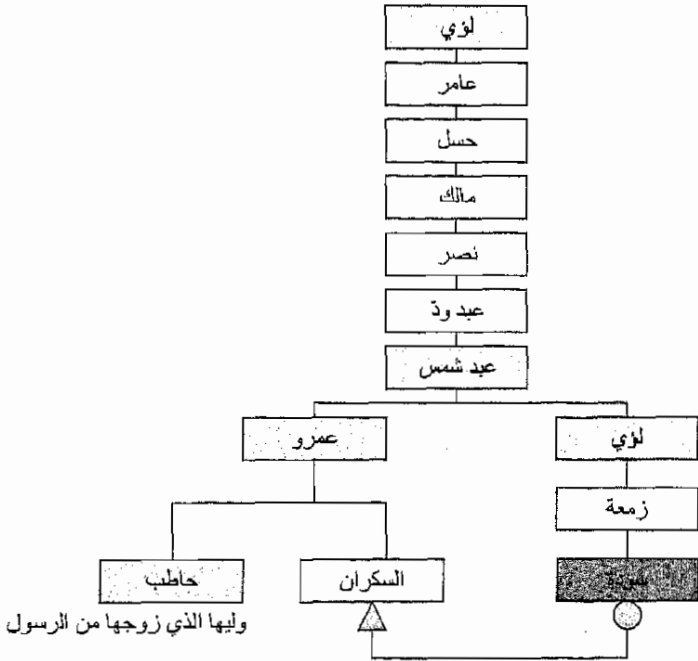 لؤي
عامر
حسل
مالك
نصر
عبد ودّ
عبد شمس
عمرو
لؤي
زمعة
حاطب
السكران
سودة
وليها الذي زوجها من الرسول